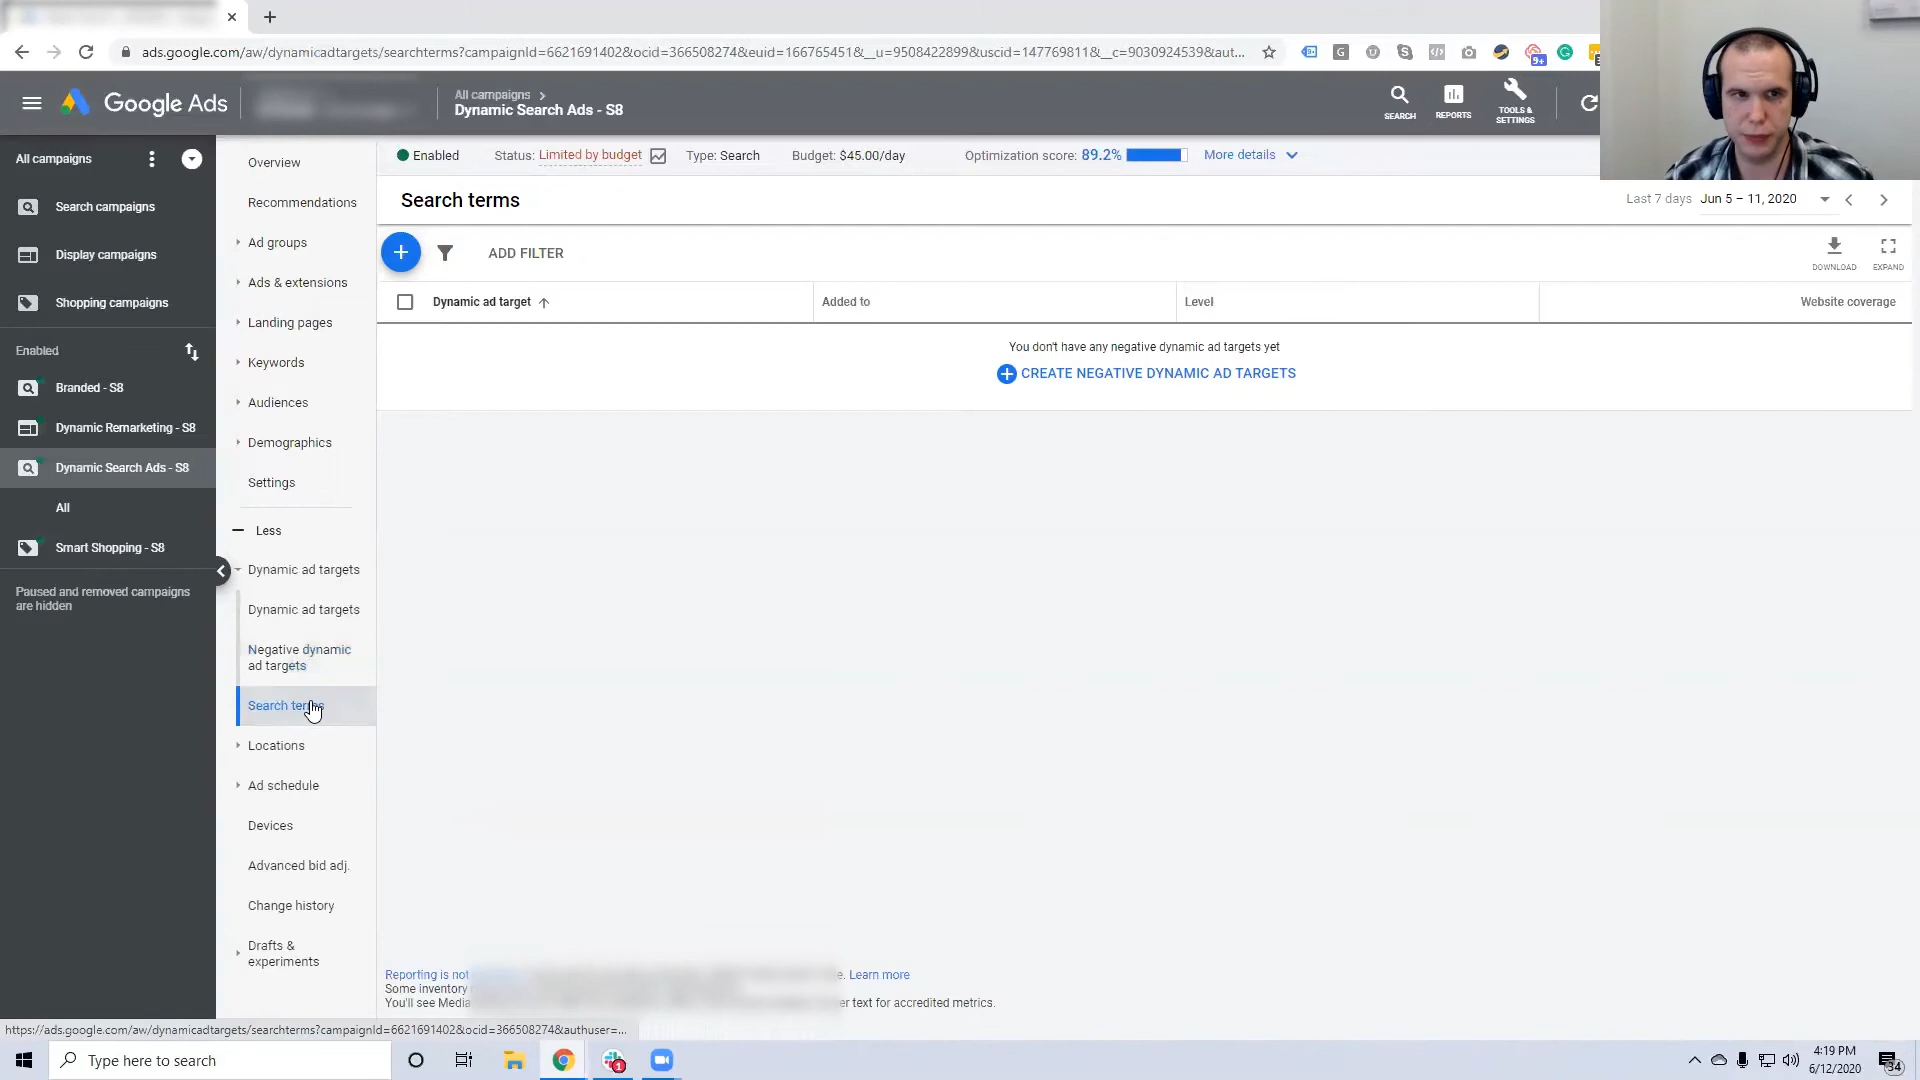 ads.google.com/aw/dynamicadtargets/searchterms?campaignId=6621691402&ocid=366508274&euid=166765451&__u=9508422899&uscid=147769811&__c=9030924539&aut...
9+
Google Ads
All campaigns
Dynamic Search Ads - S8
SEARCH
REPORTS
TOOLS &
SETTINGS
All campaigns
Search campaigns
Display campaigns
Shopping campaigns
Enabled
Branded - S8
Dynamic Remarketing - S8
Dynamic Search Ads - S8
All
Smart Shopping - S8
Paused and removed campaigns
are hidden
Overview
Recommendations
Ad groups
Ads & extensions
Landing pages
Keywords
Audiences
Demographics
Settings
Less
Dynamic ad targets
Dynamic ad targets
Negative dynamic
ad targets
Search terms
Locations
Ad schedule
Devices
Advanced bid adj.
Change history
Drafts &
experiments
Enabled
Status: Limited by budget
Type: Search
Budget: $45.00/day
Optimization score: 89.2%
More details
Search terms
Last 7 days
Jun 5 – 11, 2020
ADD FILTER
DOWNLOAD
EXPAND
Dynamic ad target
Added to
Level
Website coverage
You don't have any negative dynamic ad targets yet
CREATE NEGATIVE DYNAMIC AD TARGETS
Reporting is not
Learn more
Some inventory
You'll see Media
er text for accredited metrics.
https://ads.google.com/aw/dynamicadtargets/searchterms?campaignId=6621691402&ocid=366508274&authuser=...
Type here to search
1
4:19 PM
6/12/2020
34